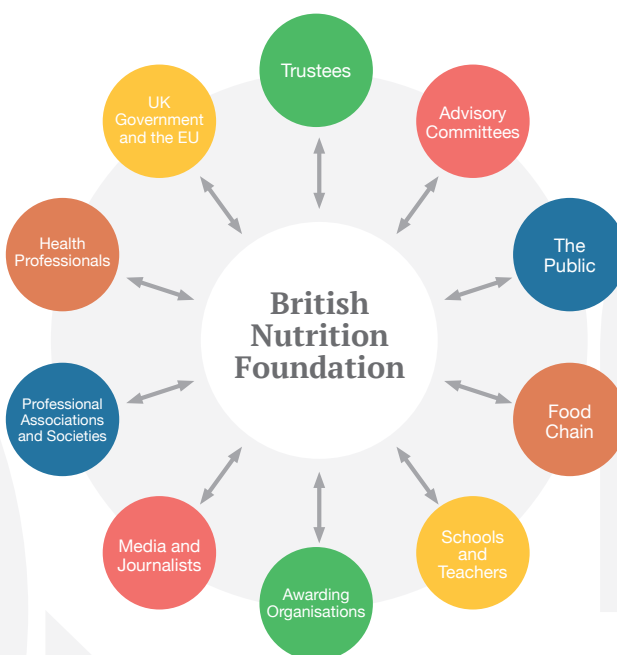 Trustees
Advisory
Committees
The
Public
Food
Chain
Schools
and
Teachers
Awarding
Organisations
Media and
Journalists
Professional
Associations
and Societies
Health
Professionals
UK
Government
and the EU
British
Nutrition
Foundation